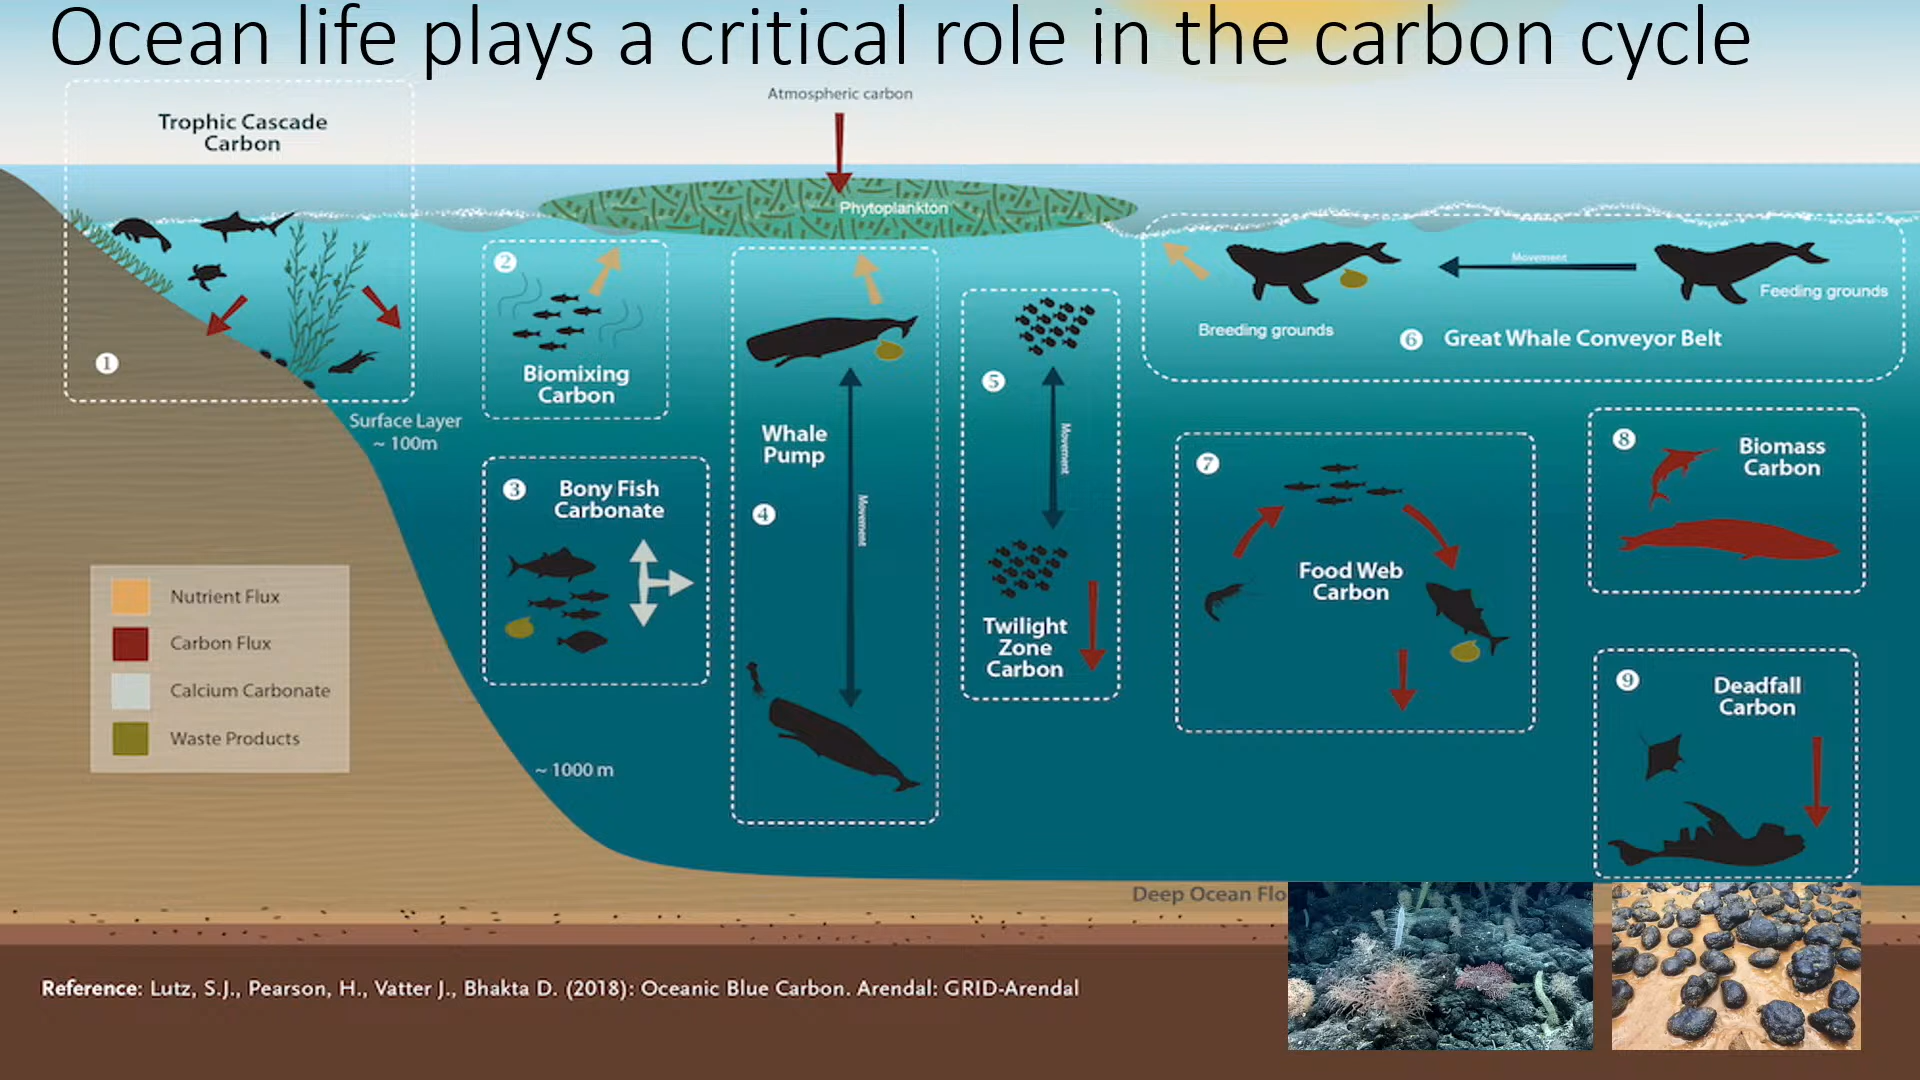 Ocean life plays a critical role in the carbon cycle
Atmospheric carbon
Trophic Cascade
Carbon
Phytoplankton
1
2
Biomixing
Carbon
Surface Layer
~ 100m
3
Bony Fish
Carbonate
Whale
Pump
4
Movement
5
Movement
Twilight
Zone
Carbon
Movement
Feeding grounds
Breeding grounds
6
Great Whale Conveyor Belt
7
Food Web
Carbon
8
Biomass
Carbon
9
Deadfall
Carbon
Nutrient Flux
Carbon Flux
Calcium Carbonate
Waste Products
~ 1000 m
Deep Ocean Flo
Reference: Lutz, S.J., Pearson, H., Vatter J., Bhakta D. (2018): Oceanic Blue Carbon. Arendal: GRID-Arendal